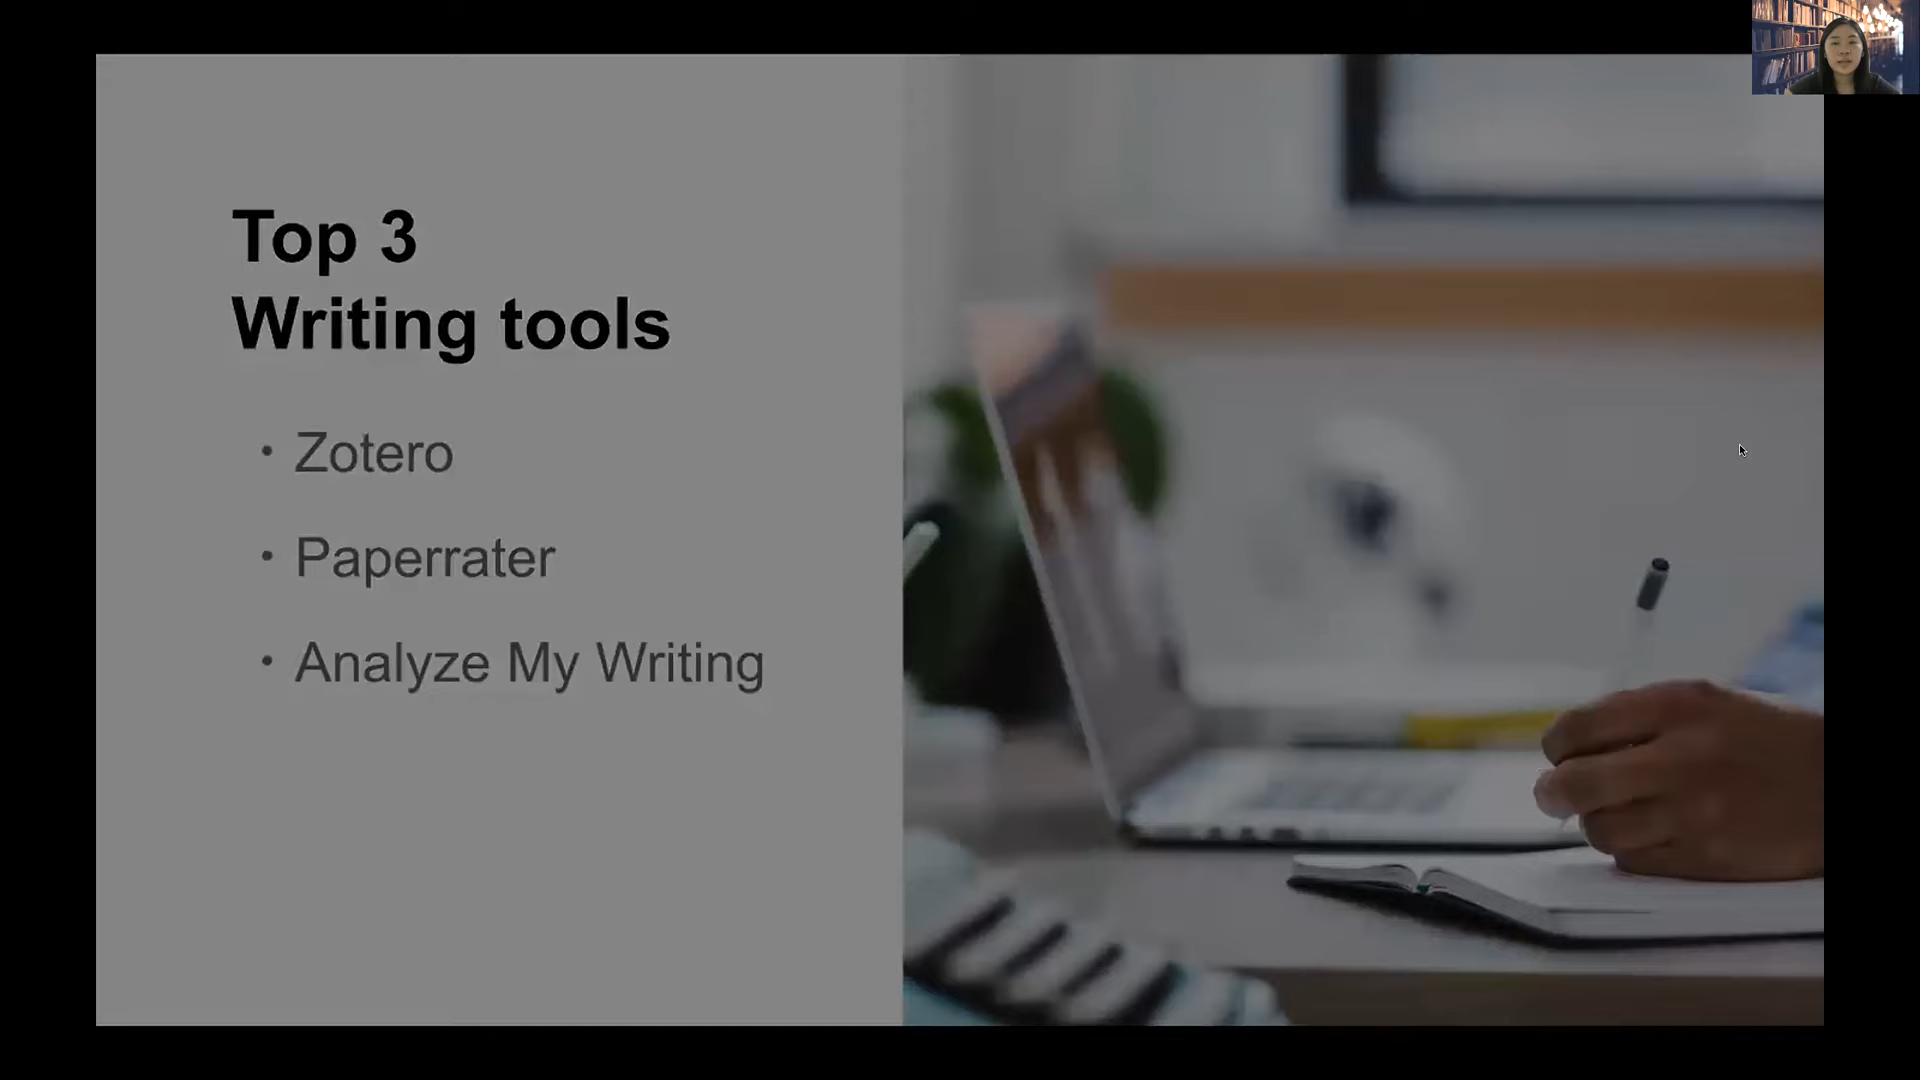 Top 3
Writing tools
• Zotero
• Paperrater
• Analyze My Writing